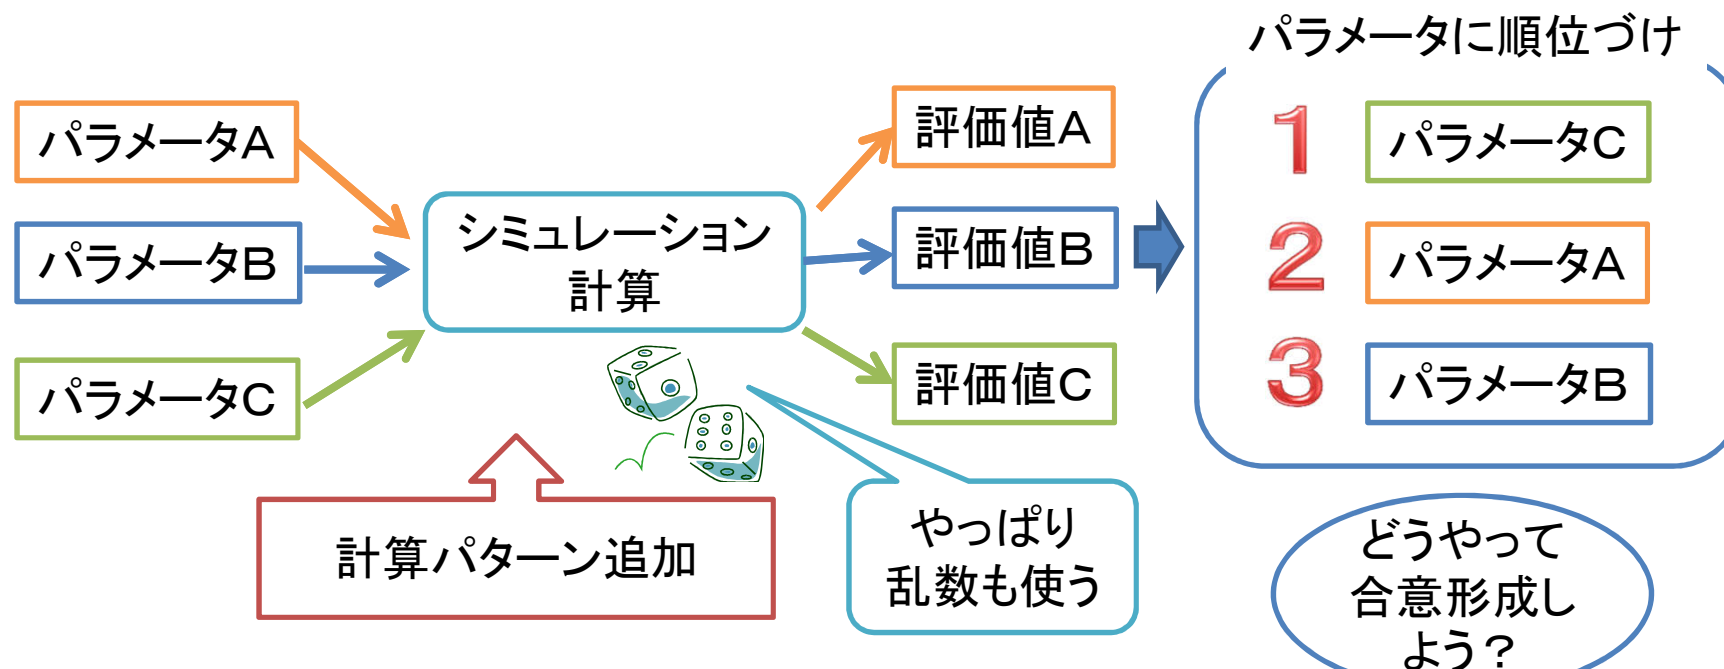 パラメータに順位づけ
パラメータA
パラメータB
パラメータC
シミュレーション
計算
評価値A
評価値B
評価値C
1
パラメータC
2
パラメータA
3
パラメータB
計算パターン追加
やっぱり
乱数も使う
どうやって
合意形成し
よう？